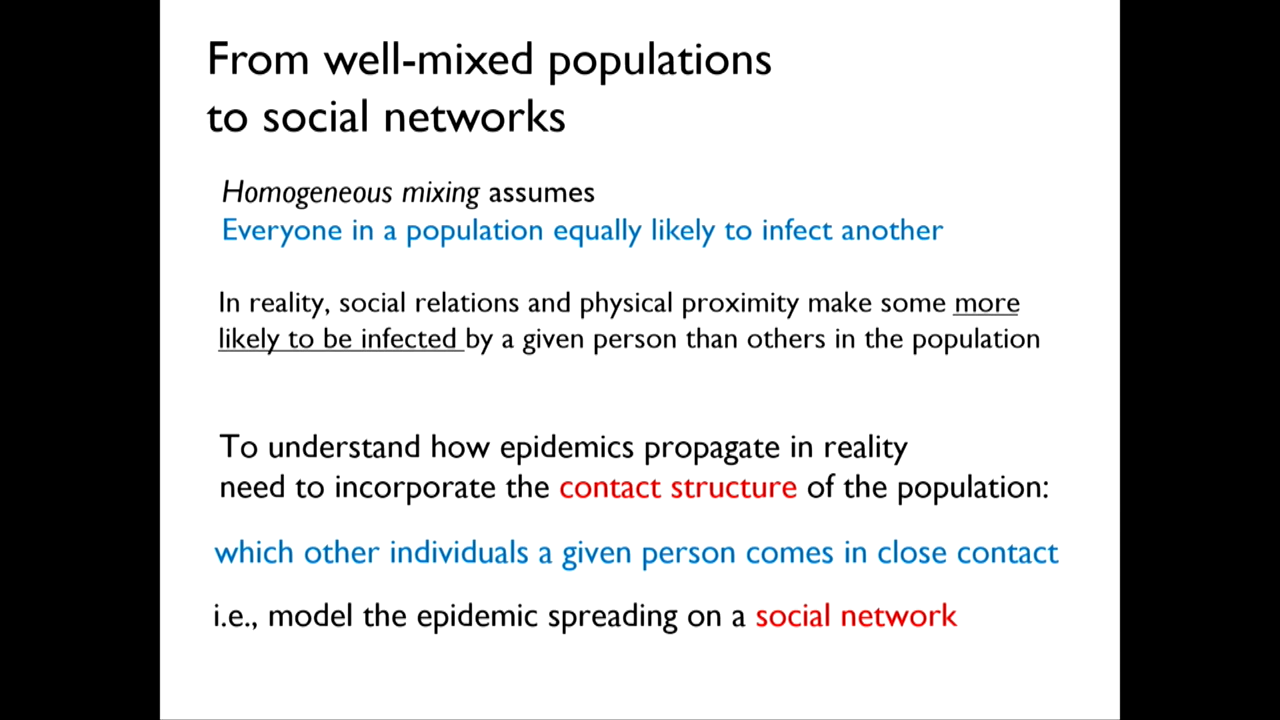 From well-mixed populations
to social networks
Homogeneous mixing assumes
Everyone in a population equally likely to infect another
In reality, social relations and physical proximity make some more
likely to be infected by a given person than others in the population
To understand how epidemics propagate in reality
need to incorporate the contact structure of the population:
which other individuals a given person comes in close contact
i.e., model the epidemic spreading on a social network